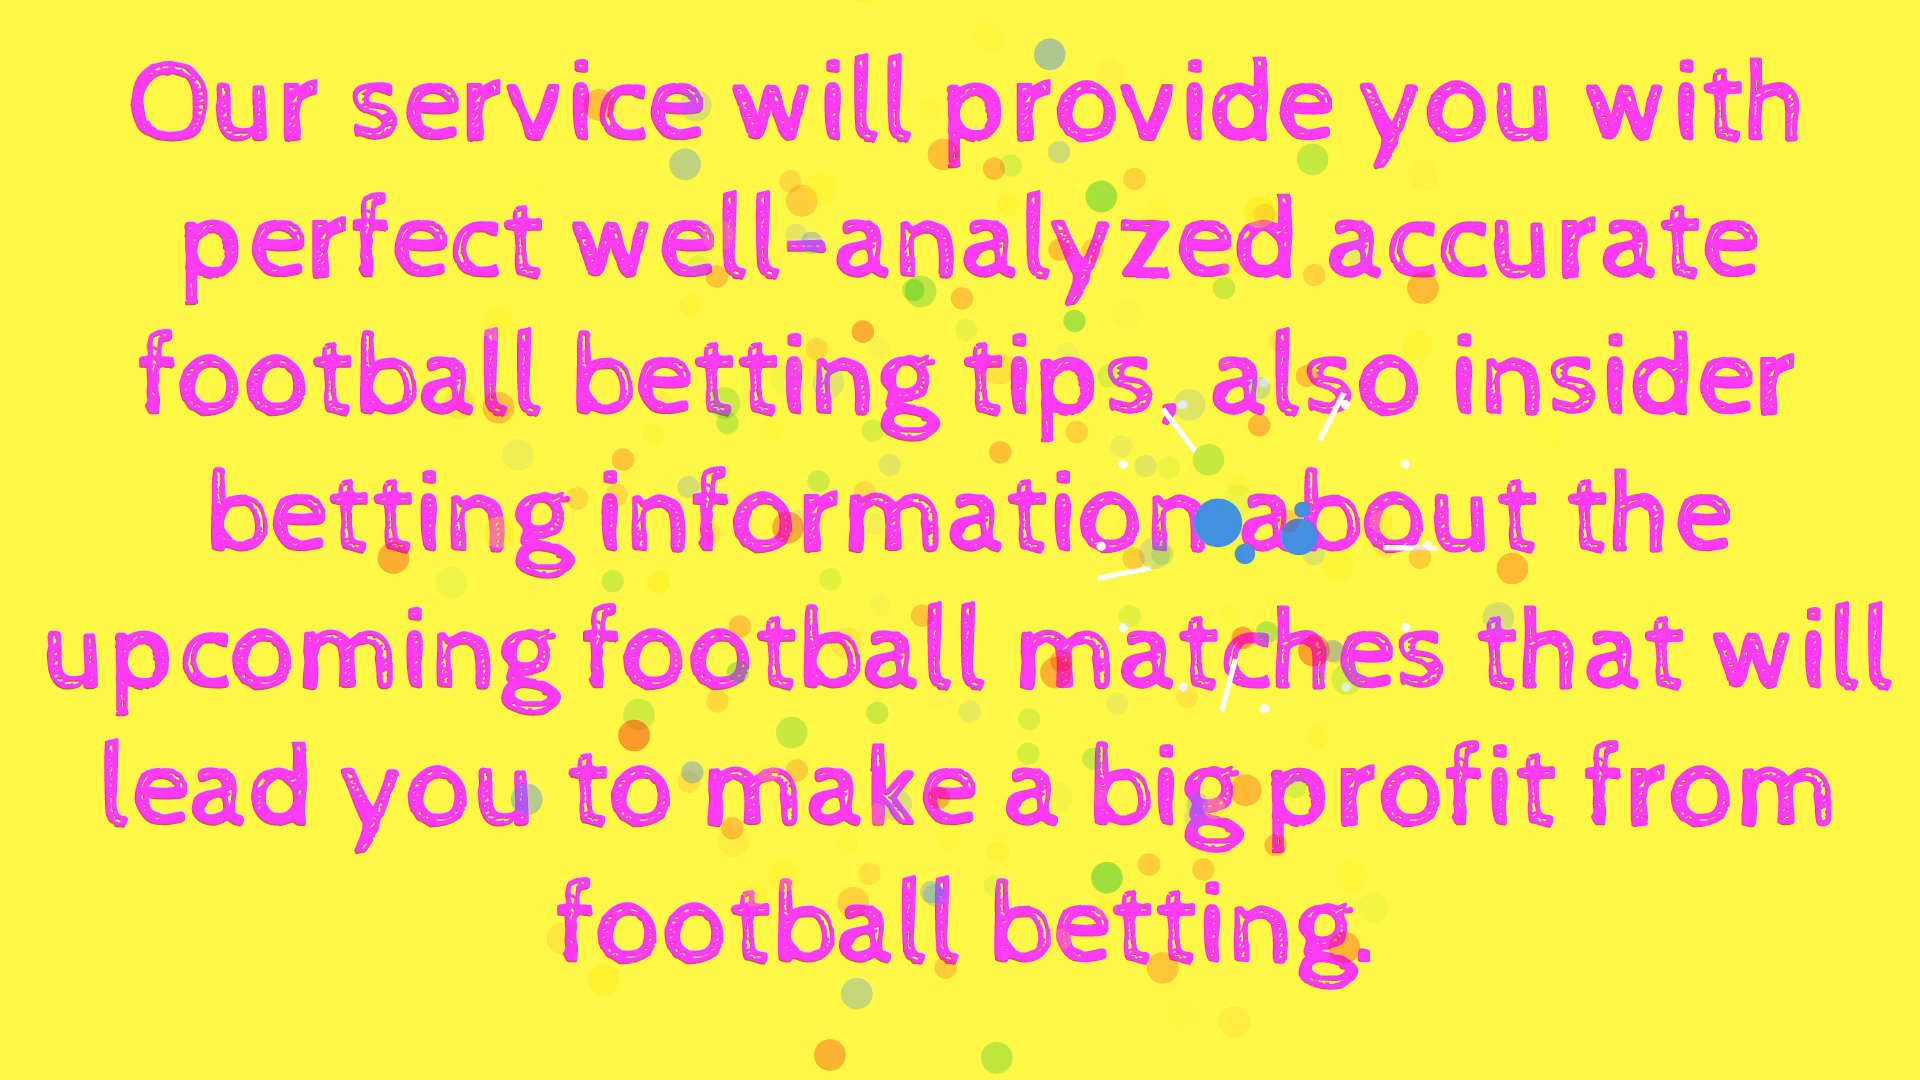 Our service will provide you with
perfect well-analyzed accurate
football betting tips, also insider
betting information about the
upcoming football matches that will
lead you to make a big profit from
football betting.